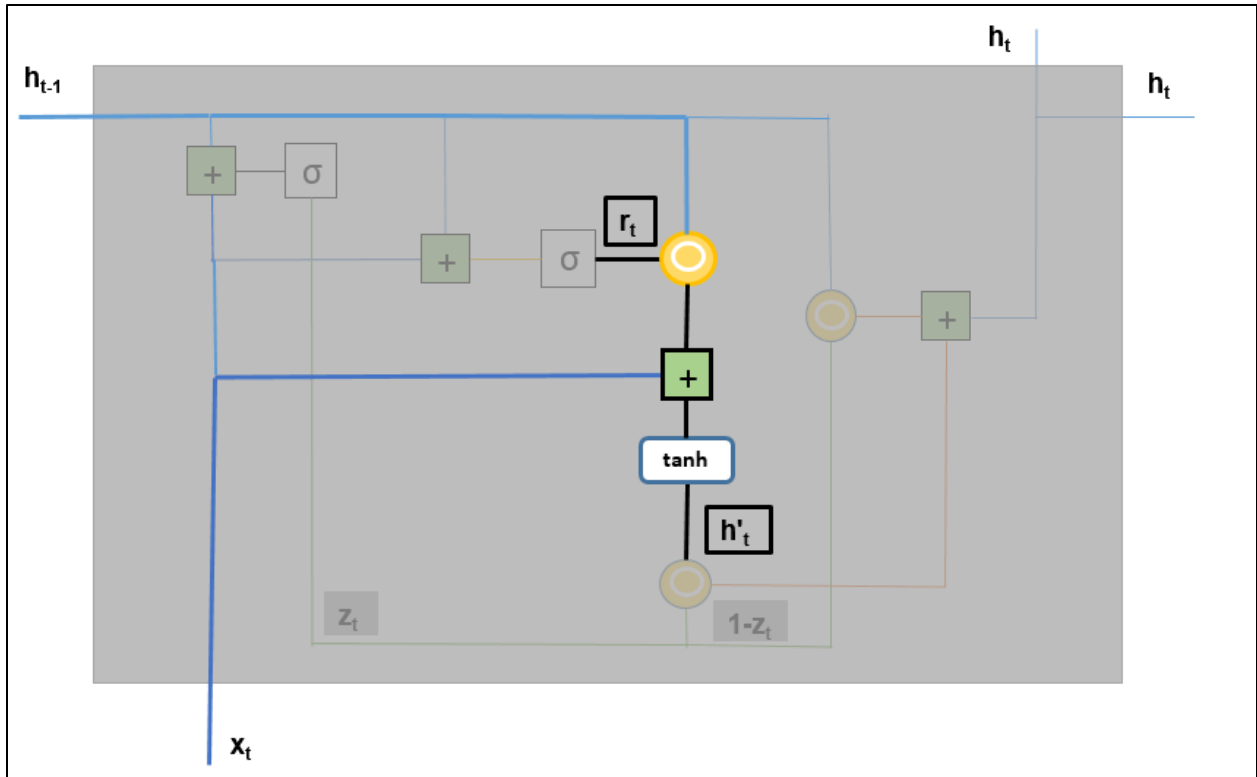 h_t
h_t-1
h_t
+
σ
r_t
+
σ
+
+
tanh
h'_t
z_t
1-z_t
x_t